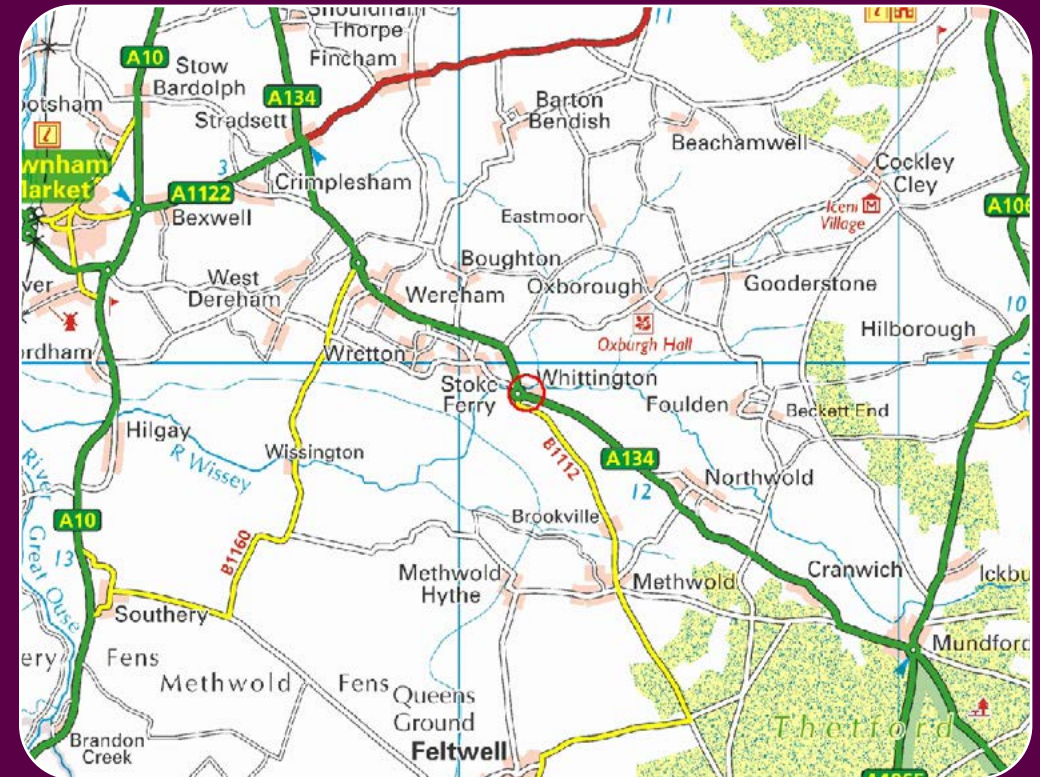 Thorpe
Fincham
11
A10
Stow
Bardolph
A134
Stradsett
Barton
Bendish
Beachamwell
3
Crimplesham
Cockley
Cley
A1122
Bexwell
Iceni
Village
Eastmoor
West
Dereham
Boughton
Wereham
Oxborough
Gooderstone
10
Oxburgh Hall
Hilborough
Wretton
Stoke
Ferry
Whittington
Foulden
Beckett End
Hilgay
R Wissey
Wissington
B1112
A134
12
Northwold
River
Great Ouse
A10
13
B1160
Brookville
Methwold
Hythe
Methwold
Cranwich
Southery
Mundford
Fens
Methwold
Fens
Queens
Ground
Feltwell
Thetford
Brandon
Creek